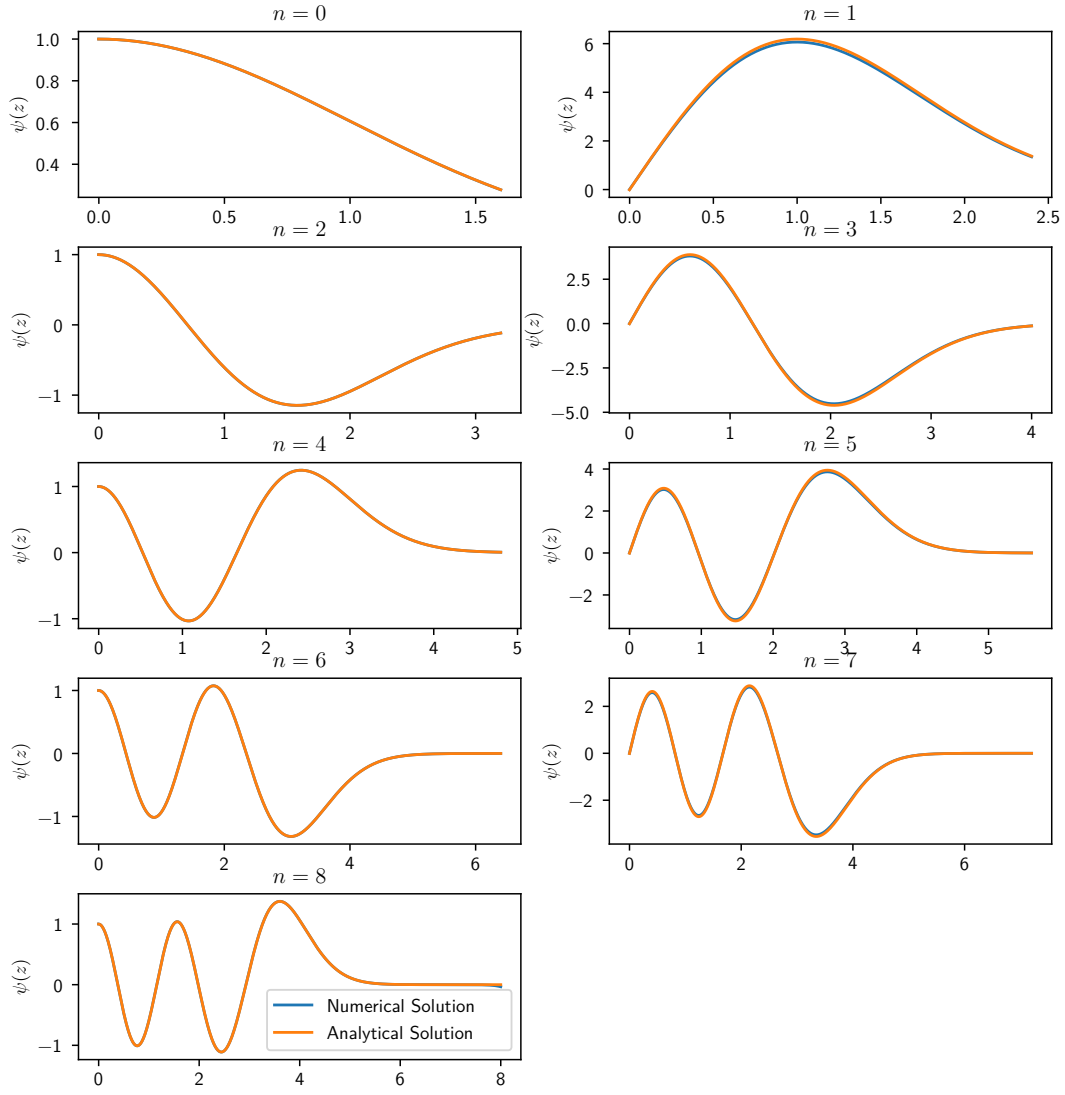 n = 0
ψ(z)
1.0
0.8
0.6
0.4
0.0 0.5 1.0 1.5
n = 1
ψ(z)
6
4
2
0
0.0 0.5 1.0 1.5 2.0 2.5
n = 2
ψ(z)
1
0
−1
0 1 2 3
n = 3
ψ(z)
2.5
0.0
−2.5
−5.0
0 1 2 3 4
n = 4
ψ(z)
1
0
−1
0 1 2 3 4 5
n = 5
ψ(z)
4
2
0
−2
0 1 2 3 4 5
n = 6
ψ(z)
1
0
−1
0 2 4 6
n = 7
ψ(z)
2
0
−2
0 2 4 6
n = 8
ψ(z)
1
0
−1
0 2 4 6 8
Numerical Solution
Analytical Solution